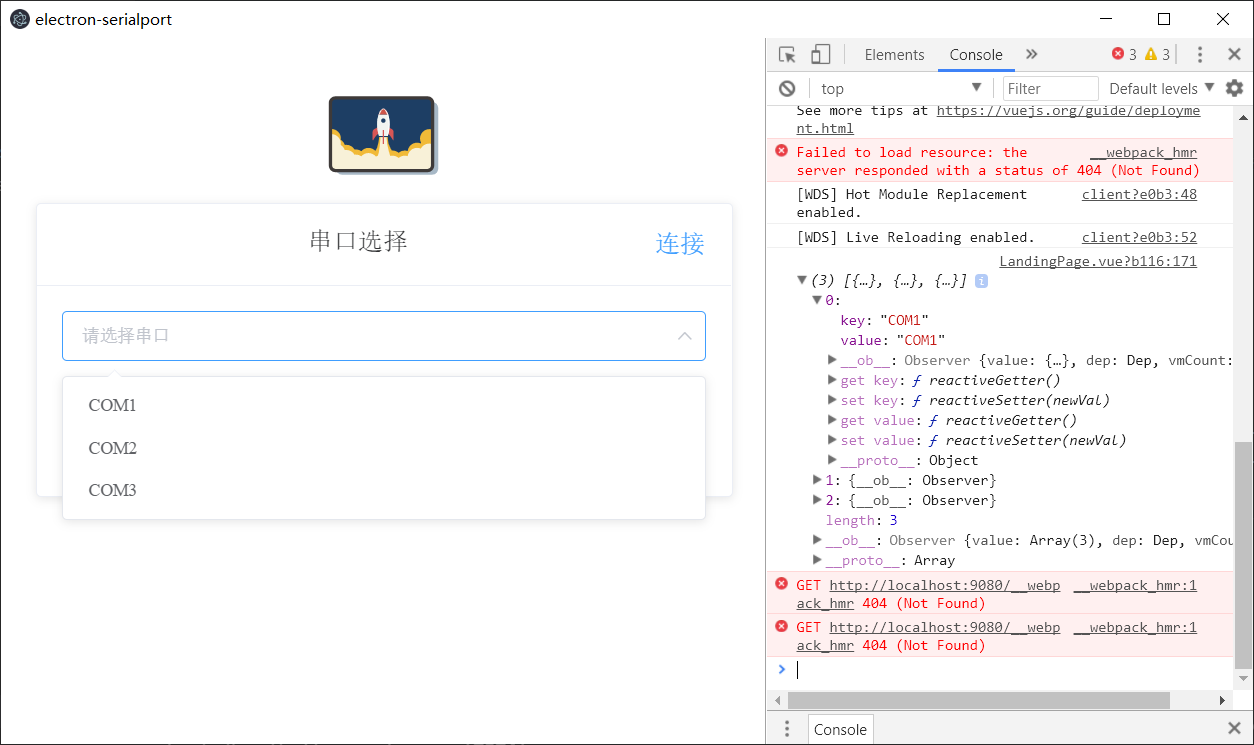 electron-serialport
串口选择
连接
请选择串口
COM1
COM2
COM3
Elements
Console
3
3
top
Filter
Default levels
See more tips at https://vuejs.org/guide/deployme
nt.html
Failed to load resource: the __webpack_hmr
server responded with a status of 404 (Not Found)
[WDS] Hot Module Replacement client?e0b3:48
enabled.
[WDS] Live Reloading enabled. client?e0b3:52
LandingPage.vue?b116:171
(3) [{…}, {…}, {…}] i
0:
key: "COM1"
value: "COM1"
__ob__: Observer {value: {…}, dep: Dep, vmCount:
get key: ƒ reactiveGetter()
set key: ƒ reactiveSetter(newVal)
get value: ƒ reactiveGetter()
set value: ƒ reactiveSetter(newVal)
__proto__: Object
1: {__ob__: Observer}
2: {__ob__: Observer}
length: 3
__ob__: Observer {value: Array(3), dep: Dep, vmCou
__proto__: Array
GET http://localhost:9080/__webp __webpack_hmr:1
ack_hmr 404 (Not Found)
GET http://localhost:9080/__webp __webpack_hmr:1
ack_hmr 404 (Not Found)
Console